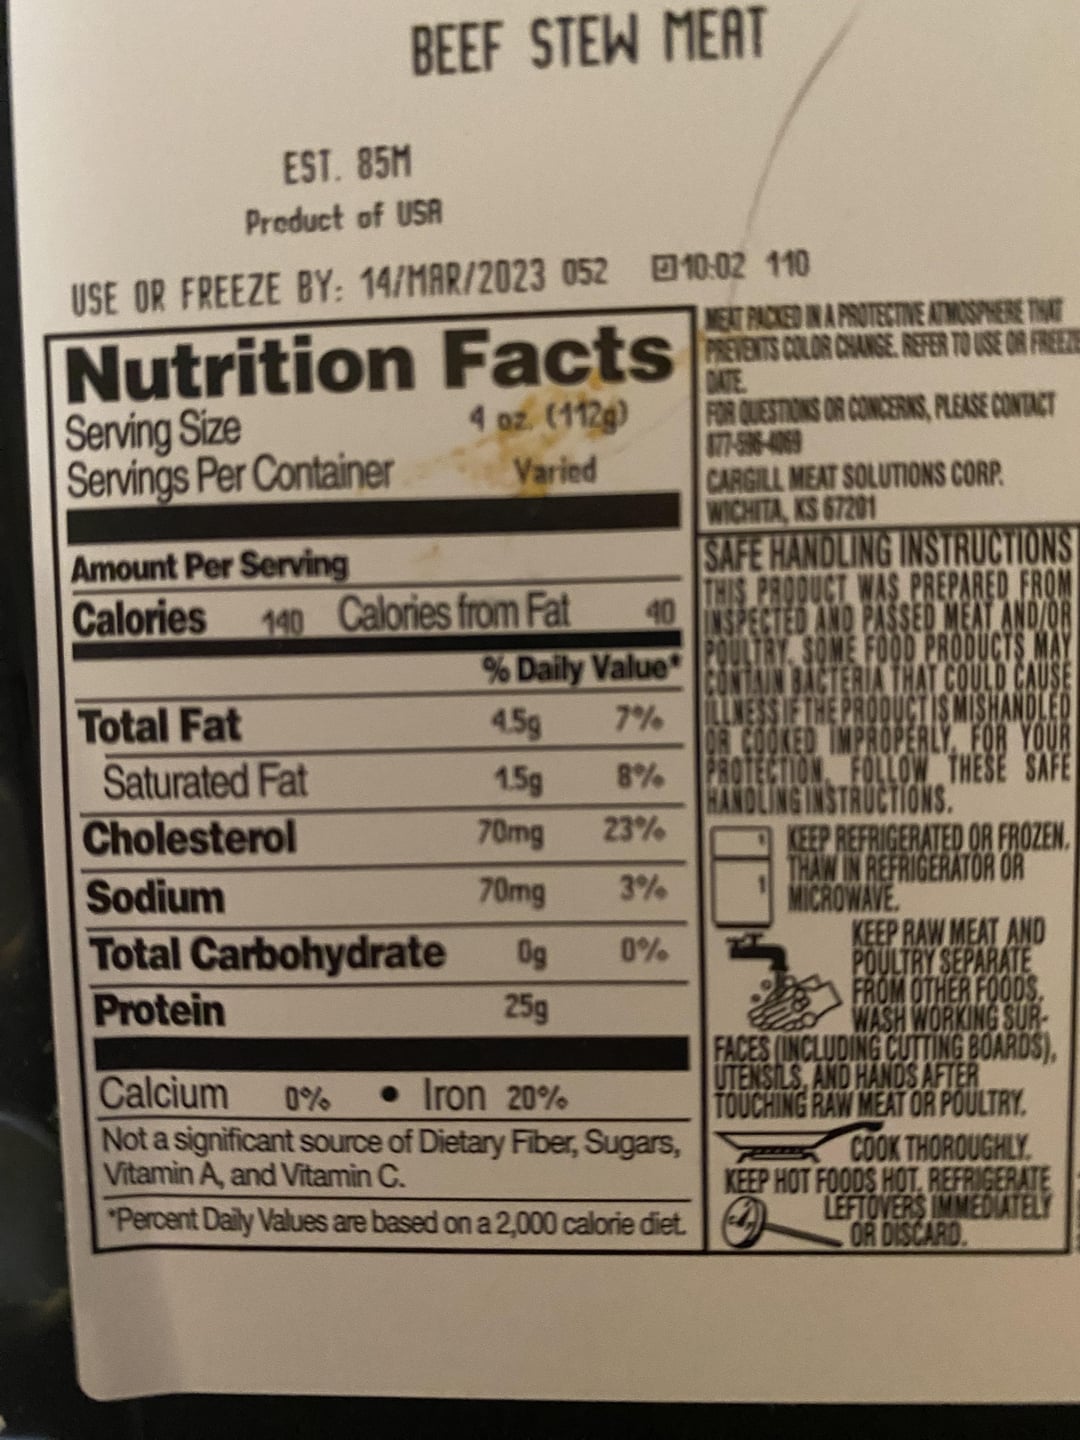 BEEF STEW MEAT
EST. 85M
Product of USA
USE OR FREEZE BY: 14/MAR/2023 052 10:02 110
Nutrition Facts
Serving Size 4 oz. (112g)
Servings Per Container Varied
Amount Per Serving
Calories 140 Calories from Fat 40
% Daily Value*
Total Fat 4.5g 7%
Saturated Fat 1.5g 8%
Cholesterol 70mg 23%
Sodium 70mg 3%
Total Carbohydrate 0g 0%
Protein 25g
Calcium 0% • Iron 20%
Not a significant source of Dietary Fiber, Sugars,
Vitamin A, and Vitamin C.
*Percent Daily Values are based on a 2,000 calorie diet.
MEAT PACKED IN A PROTECTIVE ATMOSPHERE THAT
PREVENTS COLOR CHANGE. REFER TO USE OR FREEZE
DATE.
FOR QUESTIONS OR CONCERNS, PLEASE CONTACT
877-596-4069
CARGILL MEAT SOLUTIONS CORP.
WICHITA, KS 67201
SAFE HANDLING INSTRUCTIONS
THIS PRODUCT WAS PREPARED FROM
INSPECTED AND PASSED MEAT AND/OR
POULTRY. SOME FOOD PRODUCTS MAY
CONTAIN BACTERIA THAT COULD CAUSE
ILLNESS IF THE PRODUCT IS MISHANDLED
OR COOKED IMPROPERLY. FOR YOUR
PROTECTION, FOLLOW THESE SAFE
HANDLING INSTRUCTIONS.
KEEP REFRIGERATED OR FROZEN.
THAW IN REFRIGERATOR OR
MICROWAVE.
KEEP RAW MEAT AND
POULTRY SEPARATE
FROM OTHER FOODS.
WASH WORKING SUR-
FACES (INCLUDING CUTTING BOARDS),
UTENSILS, AND HANDS AFTER
TOUCHING RAW MEAT OR POULTRY.
COOK THOROUGHLY.
KEEP HOT FOODS HOT. REFRIGERATE
LEFTOVERS IMMEDIATELY
OR DISCARD.